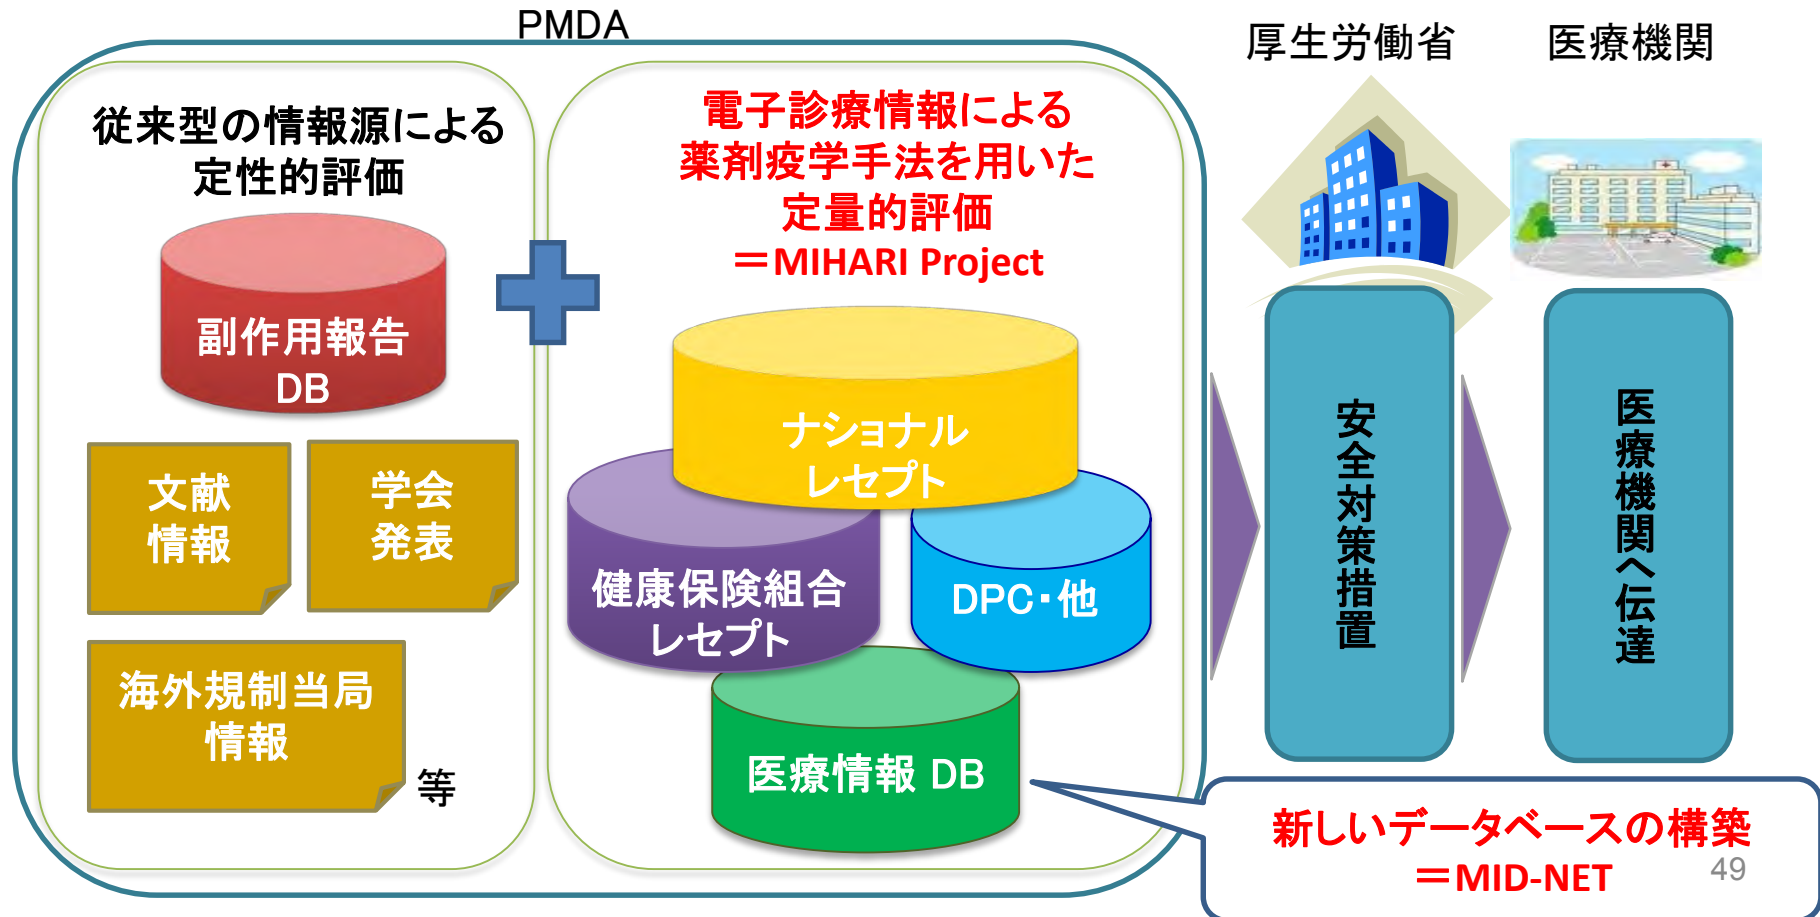 PMDA
従来型の情報源による
定性的評価
副作用報告
DB
文献
情報
学会
発表
海外規制当局
情報
等
電子診療情報による
薬剤疫学手法を用いた
定量的評価
＝MIHARI Project
ナショナル
レセプト
健康保険組合
レセプト
DPC・他
医療情報 DB
厚生労働省
安全対策措置
医療機関
医療機関へ伝達
新しいデータベースの構築
＝MID-NET
49